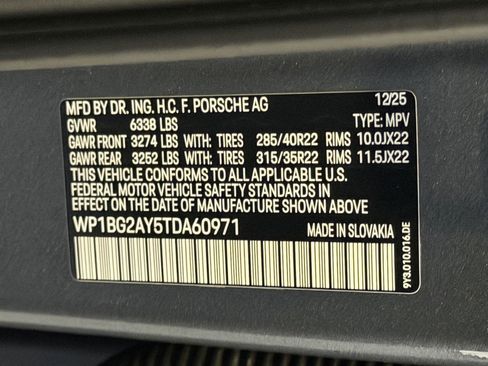 MFD BY DR. ING. H.C. F. PORSCHE AG 12/25
GVWR 6338 LBS TYPE: MPV
GAWR FRONT 3274 LBS WITH: TIRES 285/40R22 RIMS 10.0JX22
GAWR REAR 3252 LBS WITH: TIRES 315/35R22 RIMS 11.5JX22
THIS VEHICLE CONFORMS TO ALL APPLICABLE U.S.
FEDERAL MOTOR VEHICLE SAFETY STANDARDS IN
EFFECT ON THE DATE OF MANUFACTURE SHOWN ABOVE.
WP1BG2AY5TDA60971 MADE IN SLOVAKIA
9Y3.010.016.DE